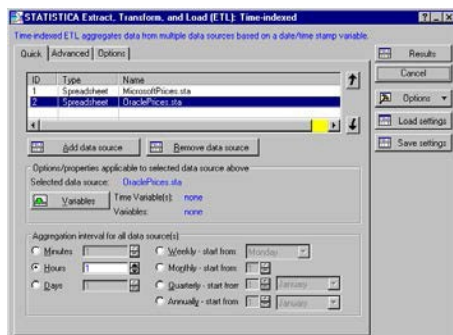 STATISTICA Extract, Transform, and Load (ETL): Time-indexed
Time-indexed ETL aggregates data from multiple data sources based on a date/time stamp variable.
Quick Advanced Options
ID Type Name
1 Spreadsheet MicrosoftPrices.sta
2 Spreadsheet OraclePrices.sta
Add data source Remove data source
Options/properties applicable to selected data source above
Selected data source: OraclePrices.sta
Variables Time Variable(s): none
Variables: none
Aggregation interval for all data source(s)
Minutes 1 Weekly - start from Monday
Hours 1 Monthly - start from 1
Days 1 Quarterly - start from 1 January
Annually - start from 1 January
Results
Cancel
Options
Load settings
Save settings